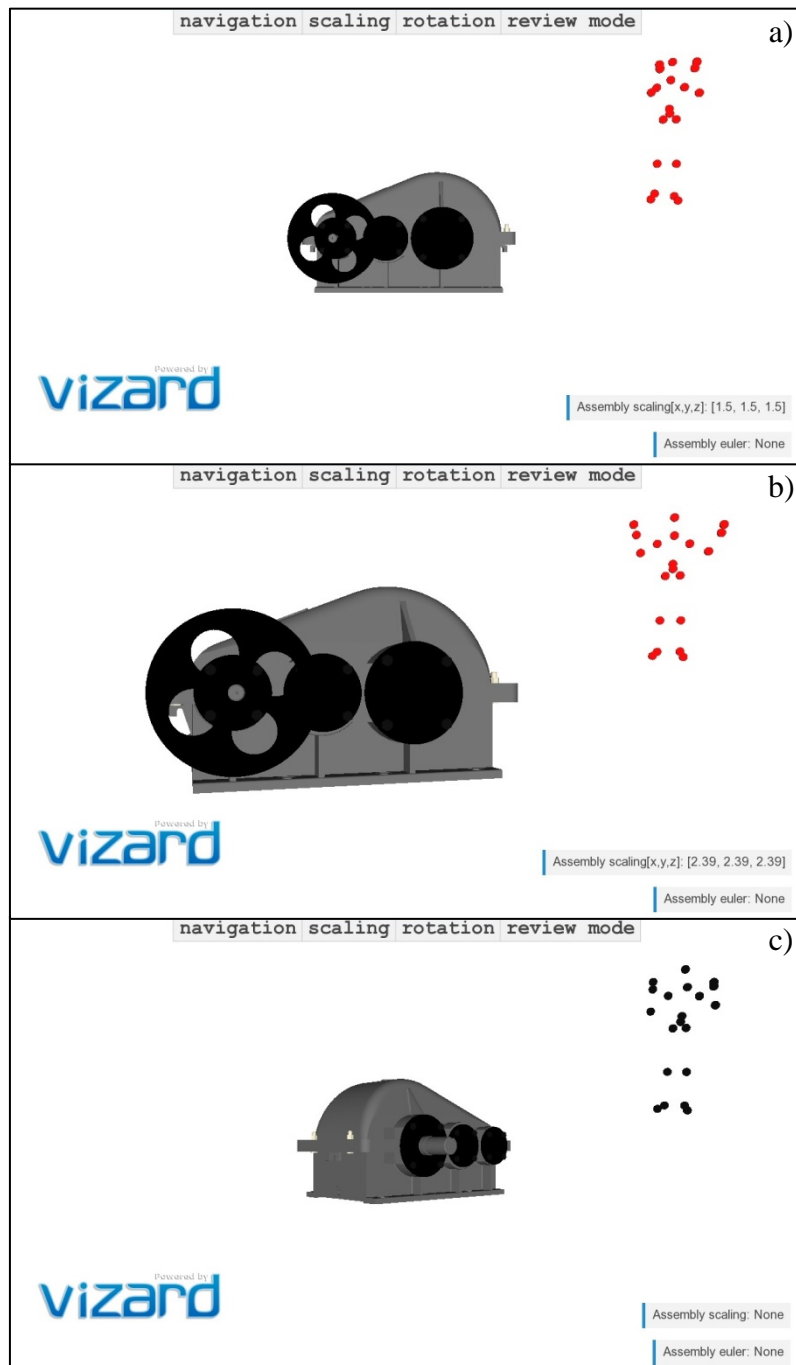 navigation scaling rotation review mode
a)
Powered by
vizard
Assembly scaling[x,y,z]: [1.5, 1.5, 1.5]
Assembly euler: None
navigation scaling rotation review mode
b)
Powered by
vizard
Assembly scaling[x,y,z]: [2.39, 2.39, 2.39]
Assembly euler: None
navigation scaling rotation review mode
c)
Powered by
vizard
Assembly scaling: None
Assembly euler: None